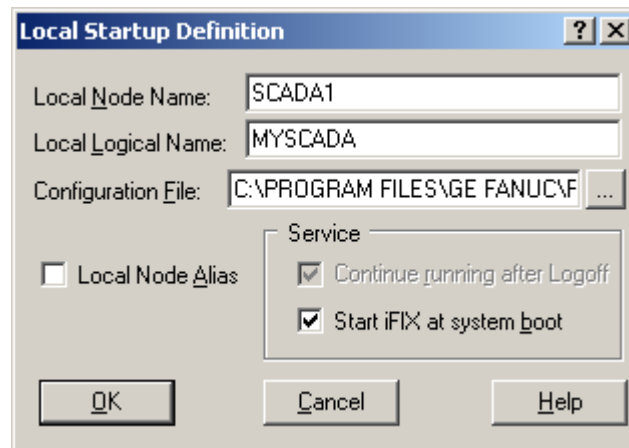 Local Startup Definition
Local Node Name: SCADA1
Local Logical Name: MYSCADA
Configuration File: C:\PROGRAM FILES\GE FANUC\F ...
Service
Local Node Alias
Continue running after Logoff
Start iFIX at system boot
OK Cancel Help